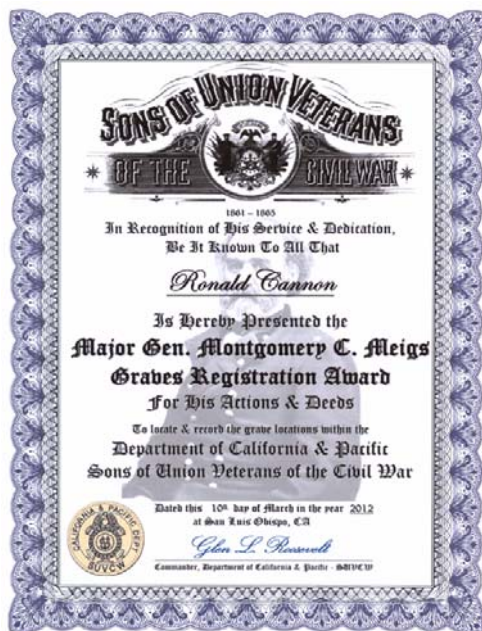 SONS OF UNION VETERANS
OF THE CIVIL WAR
1861 – 1865
In Recognition of His Service & Dedication,
Be It Known To All That
Ronald Cannon
Is Hereby Presented the
Major Gen. Montgomery C. Meigs
Graves Registration Award
For His Actions & Deeds
To locate & record the grave locations within the
Department of California & Pacific
Sons of Union Veterans of the Civil War
Dated this 10th day of March in the year 2012
at San Luis Obispo, CA
Glen L. Roosevelt
Commander, Department of California & Pacific - SUVCW
CALIFORNIA & PACIFIC DEPT
SUVCW